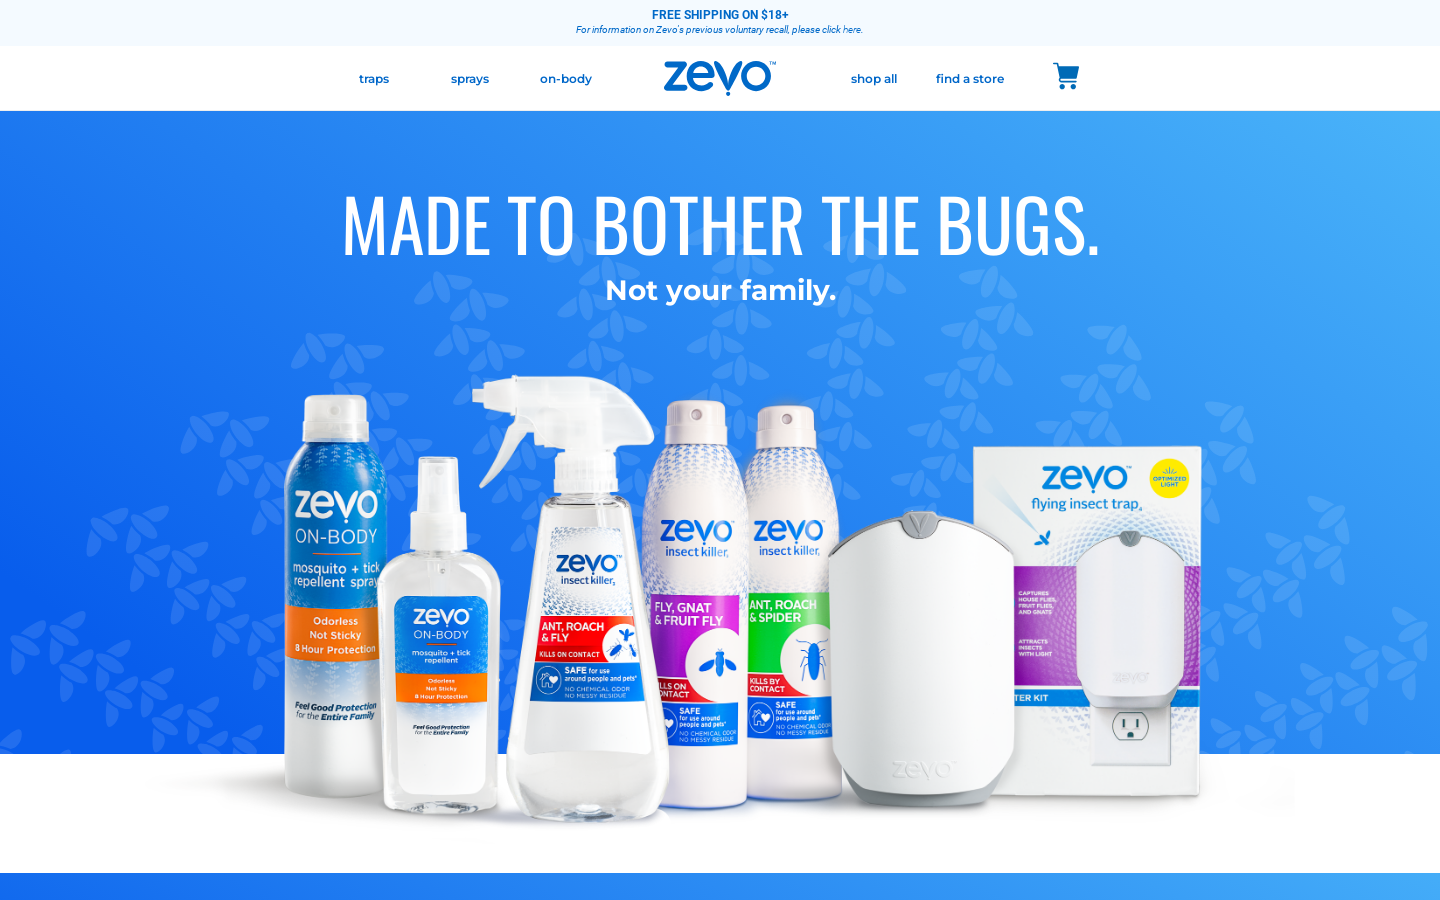 FREE SHIPPING ON $18+
For information on Zevo's previous voluntary recall, please click here.
traps
sprays
on-body
zevo™
shop all
find a store
MADE TO BOTHER THE BUGS.
Not your family.
zevo
ON-BODY
mosquito + tick
repellent spray
Odorless
Not Sticky
8 Hour Protection
Feel Good Protection
for the Entire Family
zevo™
ON-BODY
mosquito + tick
repellent
Odorless
Not Sticky
8 Hour Protection
Feel Good Protection
for the Entire Family
zevo™
insect killer
ANT, ROACH
& FLY
KILLS ON CONTACT
SAFE for use
around people and pets*
NO CHEMICAL ODOR
NO MESSY RESIDUE
zevo
insect killer
FLY, GNAT
& FRUIT FLY
KILLS ON
CONTACT
SAFE
for use around
people and pets*
NO CHEMICAL ODOR
NO MESSY RESIDUE
zevo
insect killer
ANT, ROACH
& SPIDER
KILLS BY
CONTACT
SAFE
for use around
people and pets*
NO CHEMICAL ODOR
NO MESSY RESIDUE
zevo
zevo™
flying insect trap
OPTIMIZED
LIGHT
CAPTURES
HOUSE FLIES,
FRUIT FLIES,
AND GNATS
ATTRACTS
INSECTS
WITH LIGHT
zevo
TER KIT